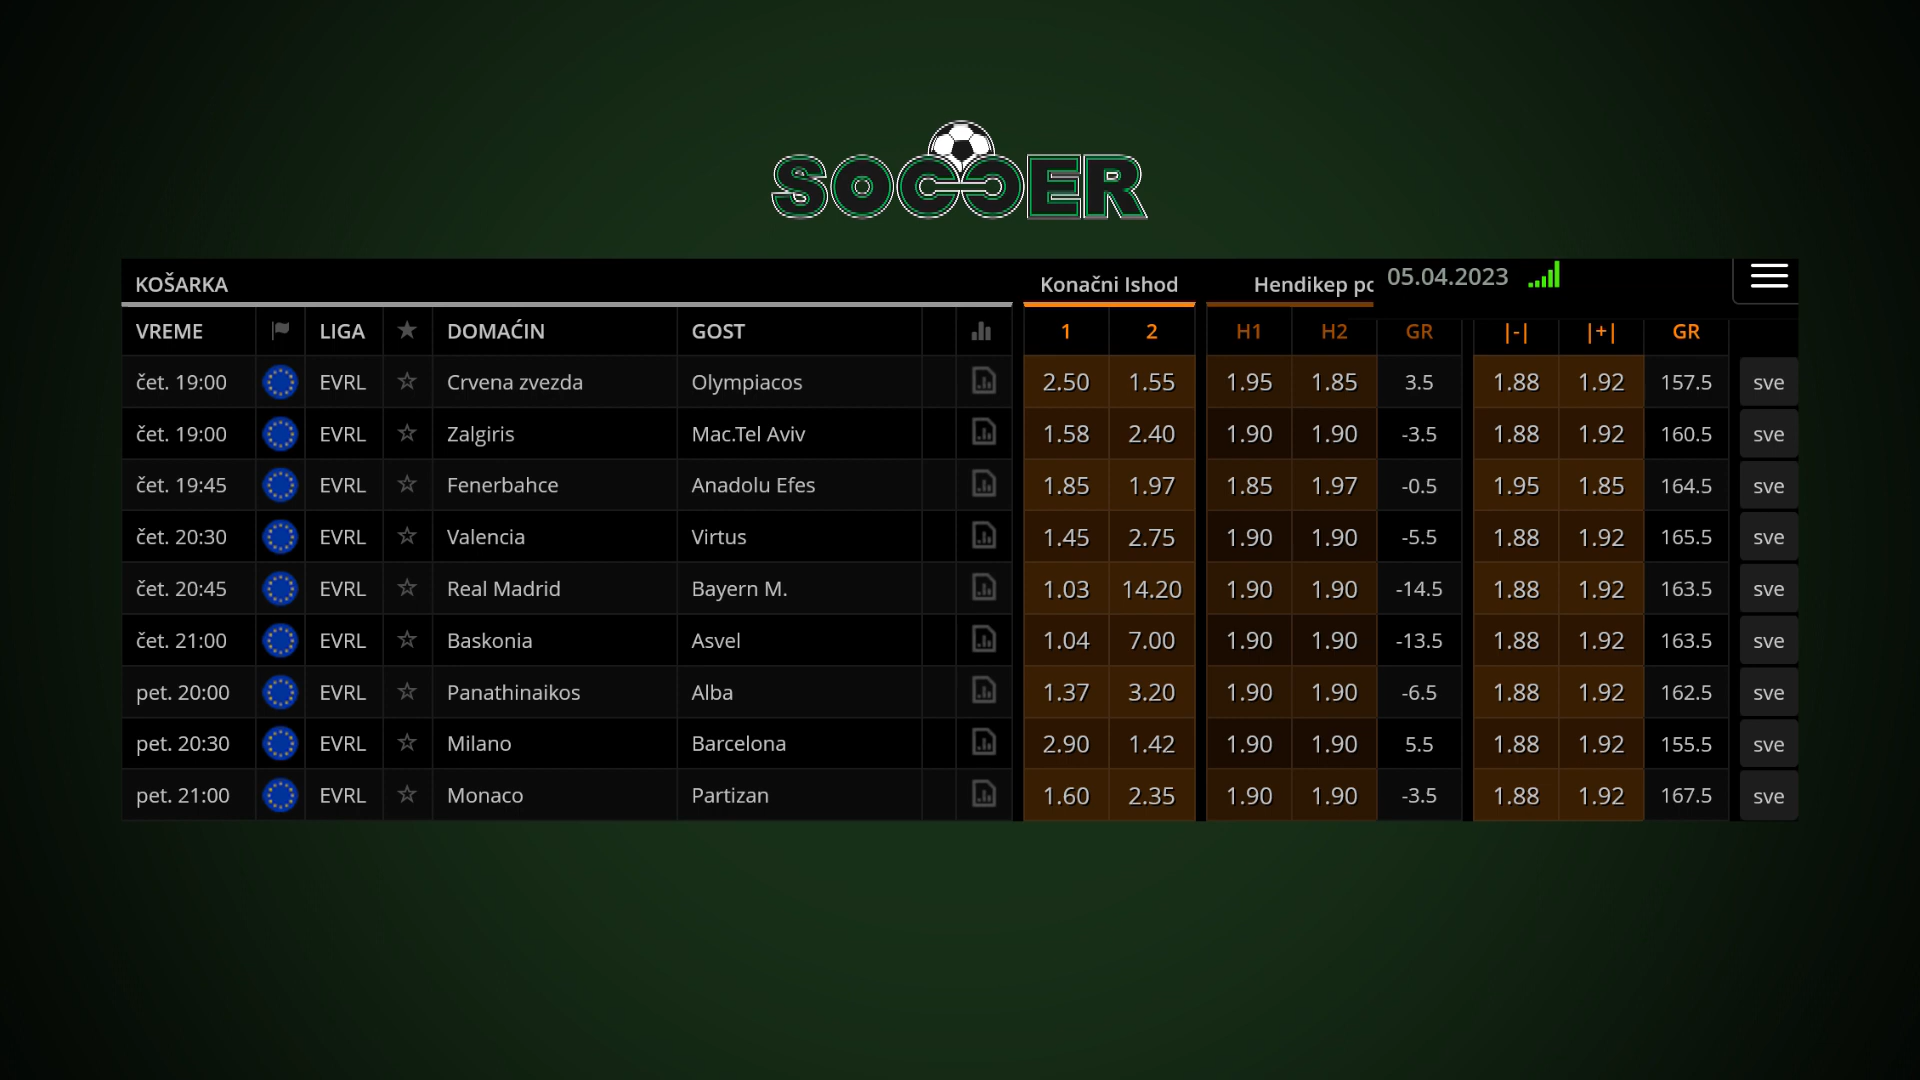 SOCCER
KOŠARKA Konačni Ishod Hendikep po 05.04.2023
VREME LIGA DOMAĆIN GOST 1 2 H1 H2 GR |-| |+| GR
čet. 19:00 EVRL Crvena zvezda Olympiacos 2.50 1.55 1.95 1.85 3.5 1.88 1.92 157.5 sve
čet. 19:00 EVRL Zalgiris Mac.Tel Aviv 1.58 2.40 1.90 1.90 -3.5 1.88 1.92 160.5 sve
čet. 19:45 EVRL Fenerbahce Anadolu Efes 1.85 1.97 1.85 1.97 -0.5 1.95 1.85 164.5 sve
čet. 20:30 EVRL Valencia Virtus 1.45 2.75 1.90 1.90 -5.5 1.88 1.92 165.5 sve
čet. 20:45 EVRL Real Madrid Bayern M. 1.03 14.20 1.90 1.90 -14.5 1.88 1.92 163.5 sve
čet. 21:00 EVRL Baskonia Asvel 1.04 7.00 1.90 1.90 -13.5 1.88 1.92 163.5 sve
pet. 20:00 EVRL Panathinaikos Alba 1.37 3.20 1.90 1.90 -6.5 1.88 1.92 162.5 sve
pet. 20:30 EVRL Milano Barcelona 2.90 1.42 1.90 1.90 5.5 1.88 1.92 155.5 sve
pet. 21:00 EVRL Monaco Partizan 1.60 2.35 1.90 1.90 -3.5 1.88 1.92 167.5 sve